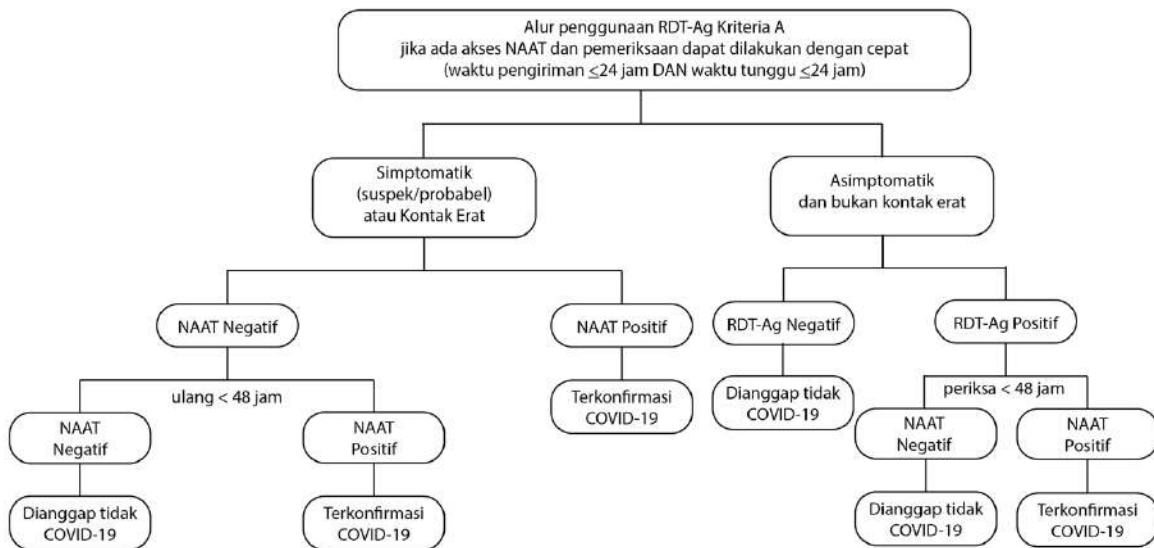 Alur penggunaan RDT-Ag Kriteria A
jika ada akses NAAT dan pemeriksaan dapat dilakukan dengan cepat
(waktu pengiriman ≤24 jam DAN waktu tunggu ≤24 jam)
Simptomatik
(suspek/probabel)
atau Kontak Erat
Asimptomatik
dan bukan kontak erat
NAAT Negatif
NAAT Positif
RDT-Ag Negatif
RDT-Ag Positif
ulang < 48 jam
Terkonfirmasi
COVID-19
Dianggap tidak
COVID-19
periksa < 48 jam
NAAT
Negatif
NAAT
Positif
NAAT
Negatif
NAAT
Positif
Dianggap tidak
COVID-19
Terkonfirmasi
COVID-19
Dianggap tidak
COVID-19
Terkonfirmasi
COVID-19